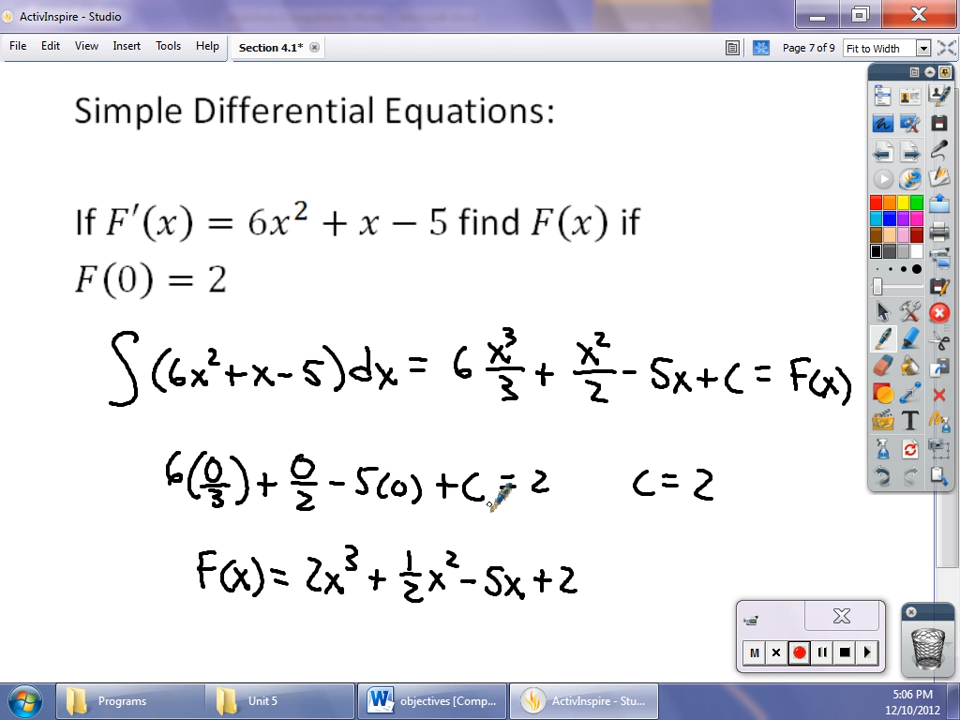 ActivInspire - Studio
File Edit View Insert Tools Help Section 4.1* Page 7 of 9 Fit to Width
Simple Differential Equations:
If F′(x) = 6x² + x − 5 find F(x) if
F(0) = 2
∫(6x²+x−5)dx = 6 x³/3 + x²/2 − 5x+c = F(x)
6(0/3) + 0/2 − 5(0) + c = 2 c = 2
F(x) = 2x³ + 1/2 x² − 5x + 2
M
Programs Unit 5 objectives [Comp... ActivInspire - Stu... 5:06 PM
12/10/2012